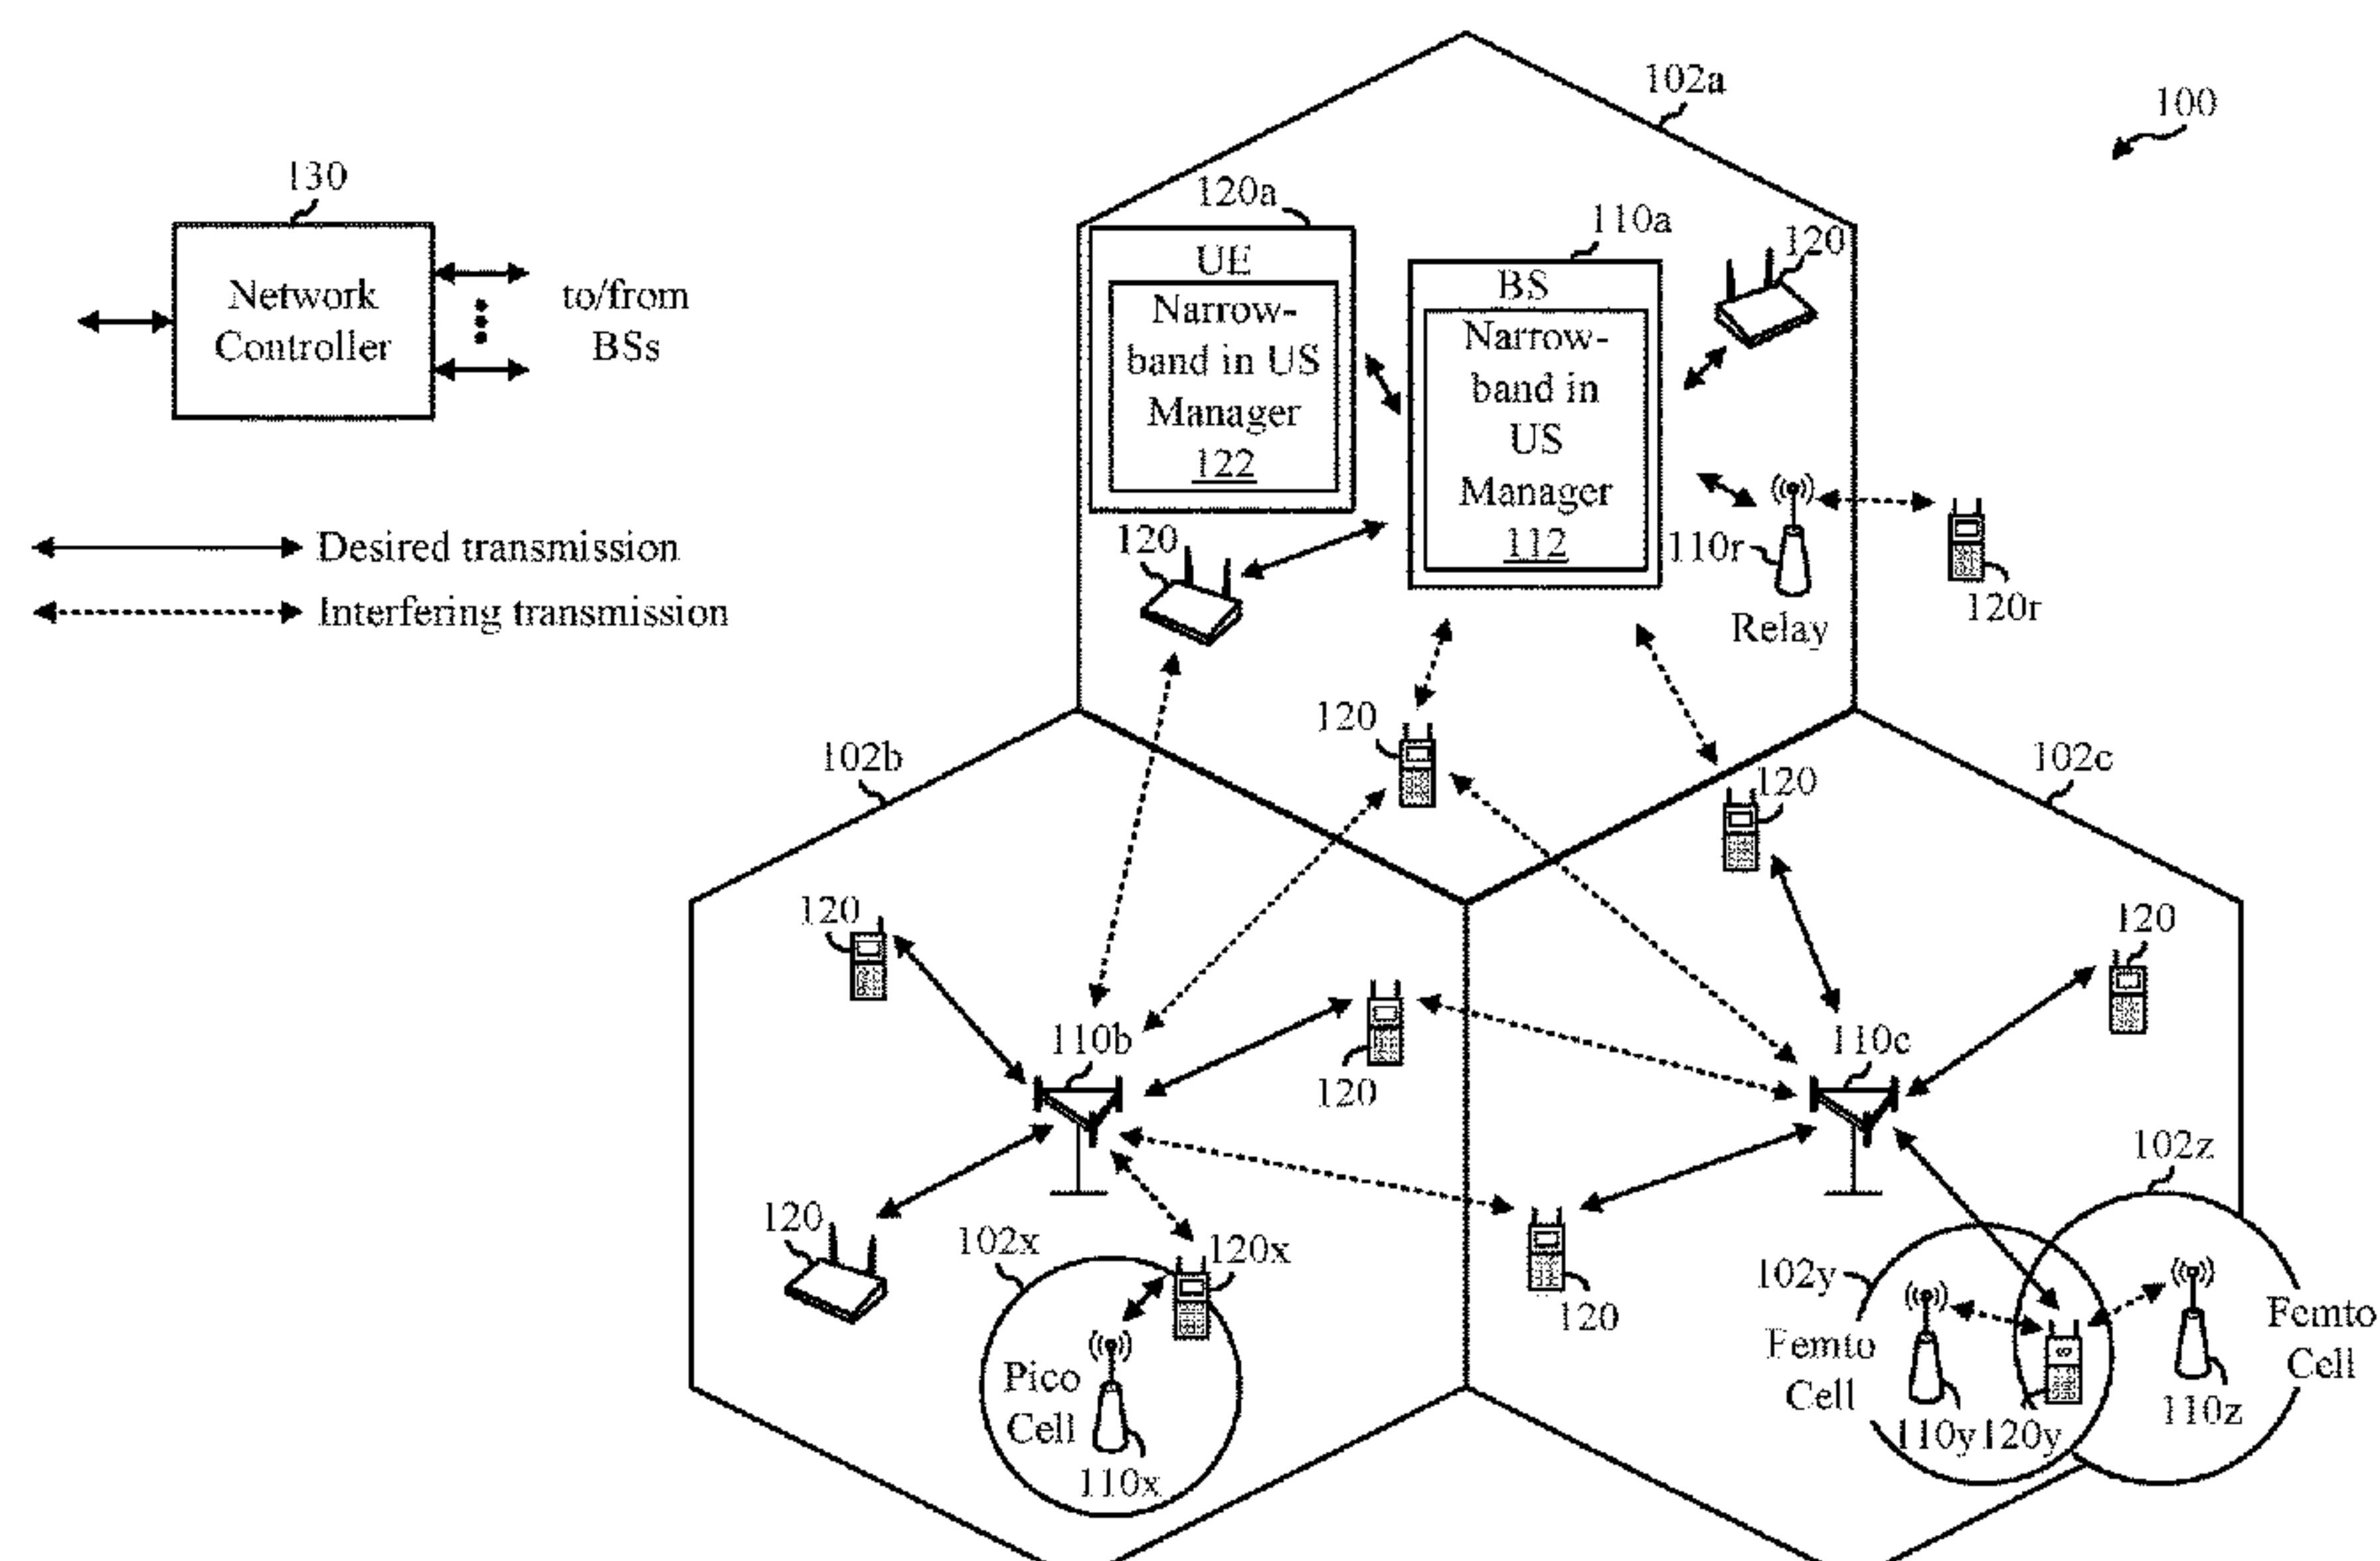 102a
100
130
120a
110a
120
UE
BS
Network
Controller
to/from
BSs
Narrow-
band in US
Manager
122
Narrow-
band in
US
Manager
112
Desired transmission
Interfering transmission
120
110r
Relay
120r
120
102b
120
102c
120
120
110b
120
110c
102z
120
102x
120x
102y
120
Pico
Cell
110x
Femto
Cell
110y
120y
110z
Femto
Cell